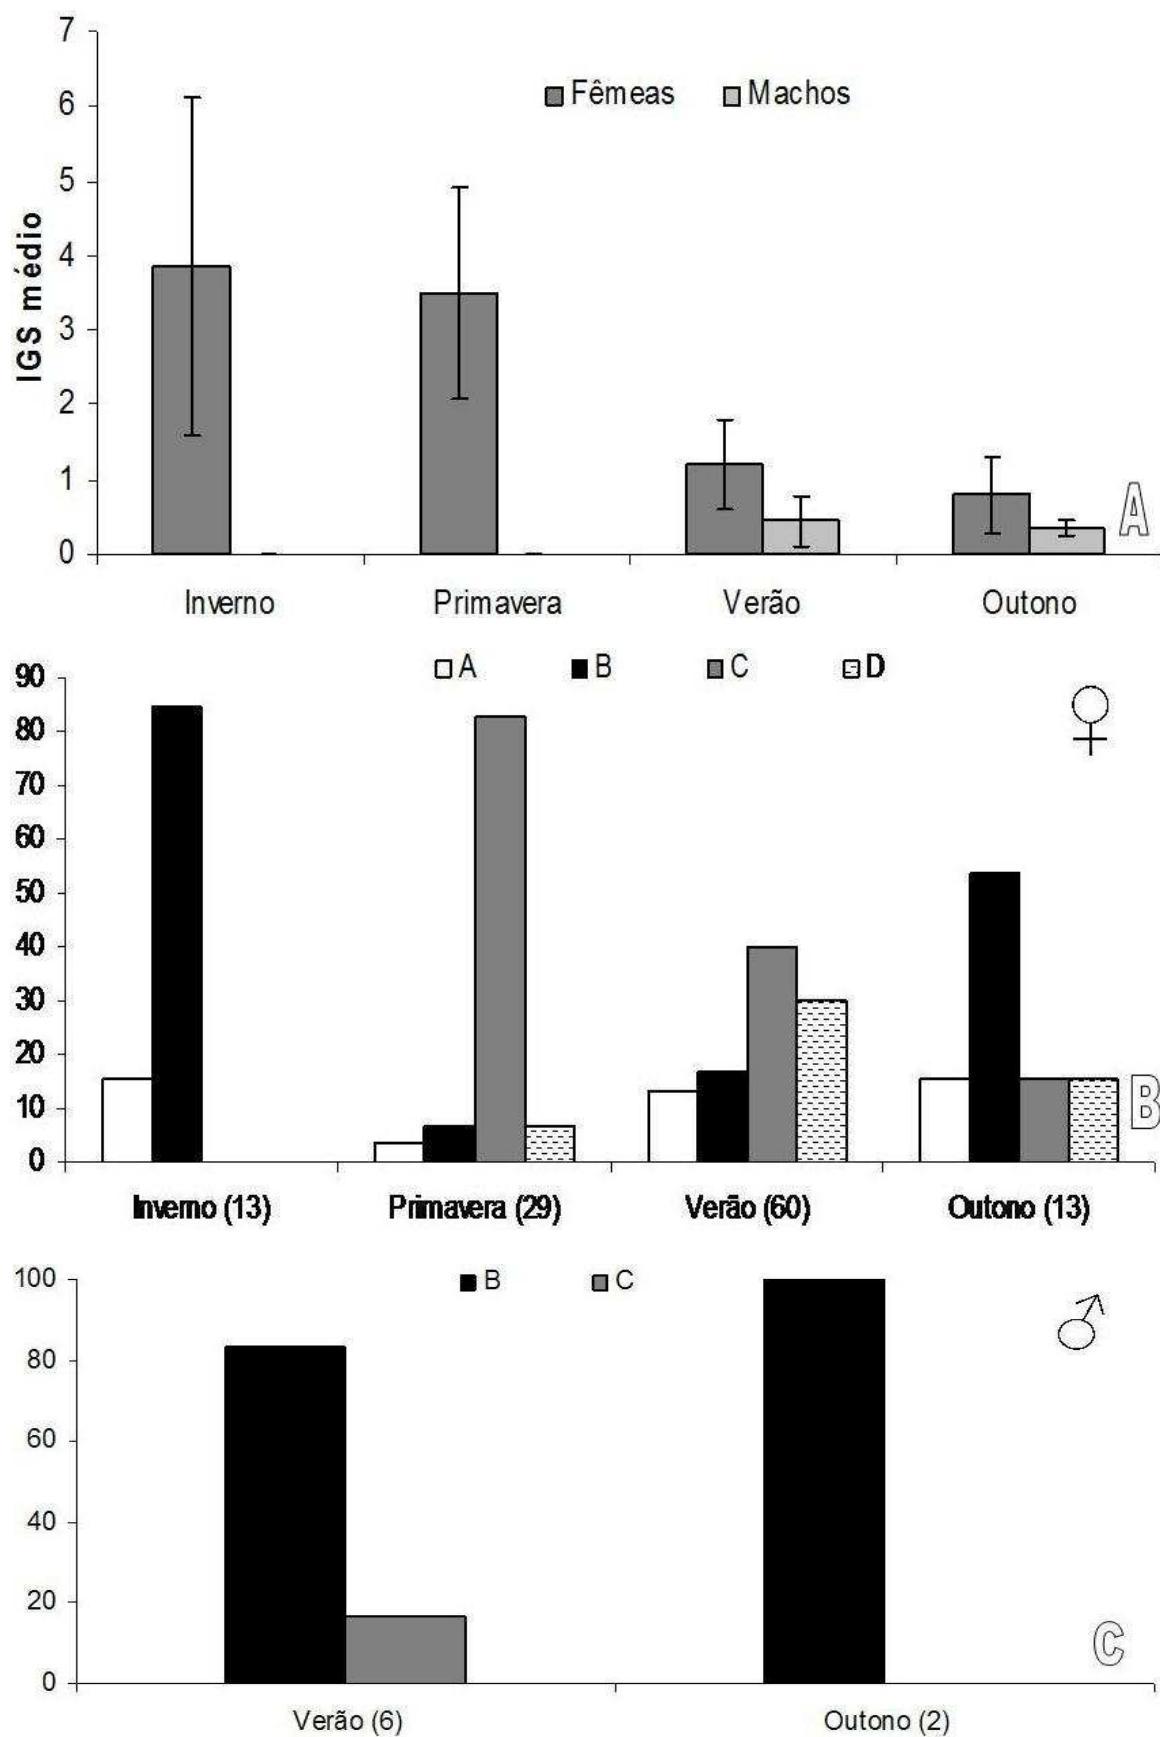 7
Fêmeas Machos
6
5
4
3
2
1
0
IGS médio
A
Inverno Primavera Verão Outono
A B C D
90
80
70
60
50
40
30
20
10
0
♀
B
Inverno (13) Primavera (29) Verão (60) Outono (13)
B C
100
80
60
40
20
0
♂
C
Verão (6) Outono (2)